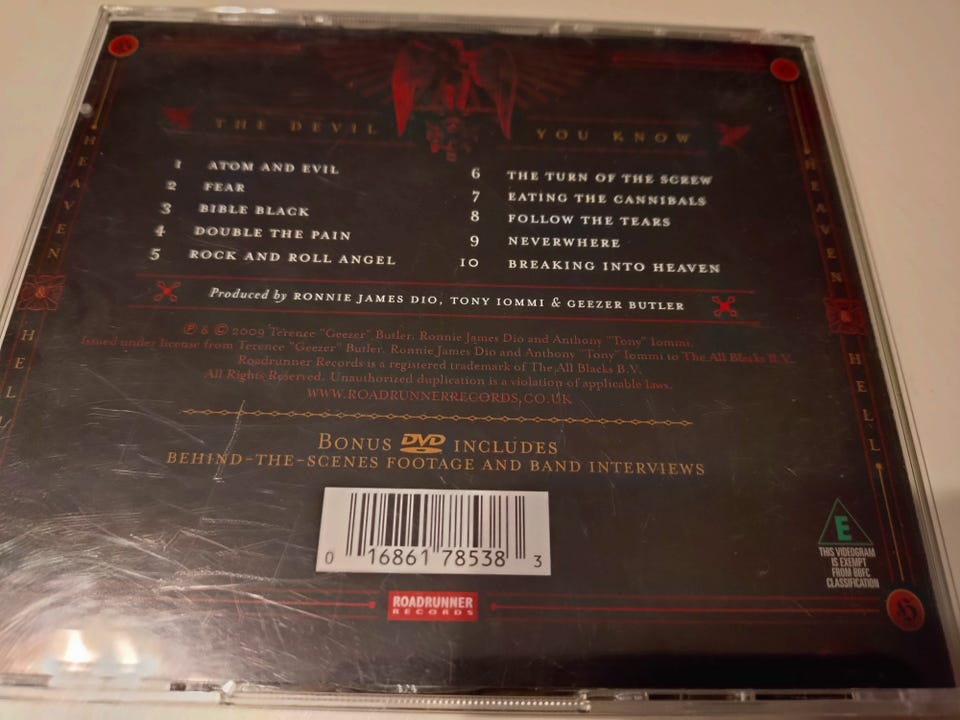 THE DEVIL YOU KNOW
1 ATOM AND EVIL
2 FEAR
3 BIBLE BLACK
4 DOUBLE THE PAIN
5 ROCK AND ROLL ANGEL
6 THE TURN OF THE SCREW
7 EATING THE CANNIBALS
8 FOLLOW THE TEARS
9 NEVERWHERE
10 BREAKING INTO HEAVEN
Produced by RONNIE JAMES DIO, TONY IOMMI & GEEZER BUTLER
℗ & © 2009 Terence "Geezer" Butler, Ronnie James Dio and Anthony "Tony" Iommi.
Issued under license from Terence "Geezer" Butler, Ronnie James Dio and Anthony "Tony" Iommi to The All Blacks B.V.
Roadrunner Records is a registered trademark of The All Blacks B.V.
All Rights Reserved. Unauthorized duplication is a violation of applicable laws.
WWW.ROADRUNNERRECORDS.CO.UK
BONUS DVD INCLUDES
BEHIND-THE-SCENES FOOTAGE AND BAND INTERVIEWS
0 16861 78538 3
ROADRUNNER
RECORDS
E
THIS VIDEOGRAM
IS EXEMPT
FROM BBFC
CLASSIFICATION
HEAVEN & HELL
HEAVEN & HELL